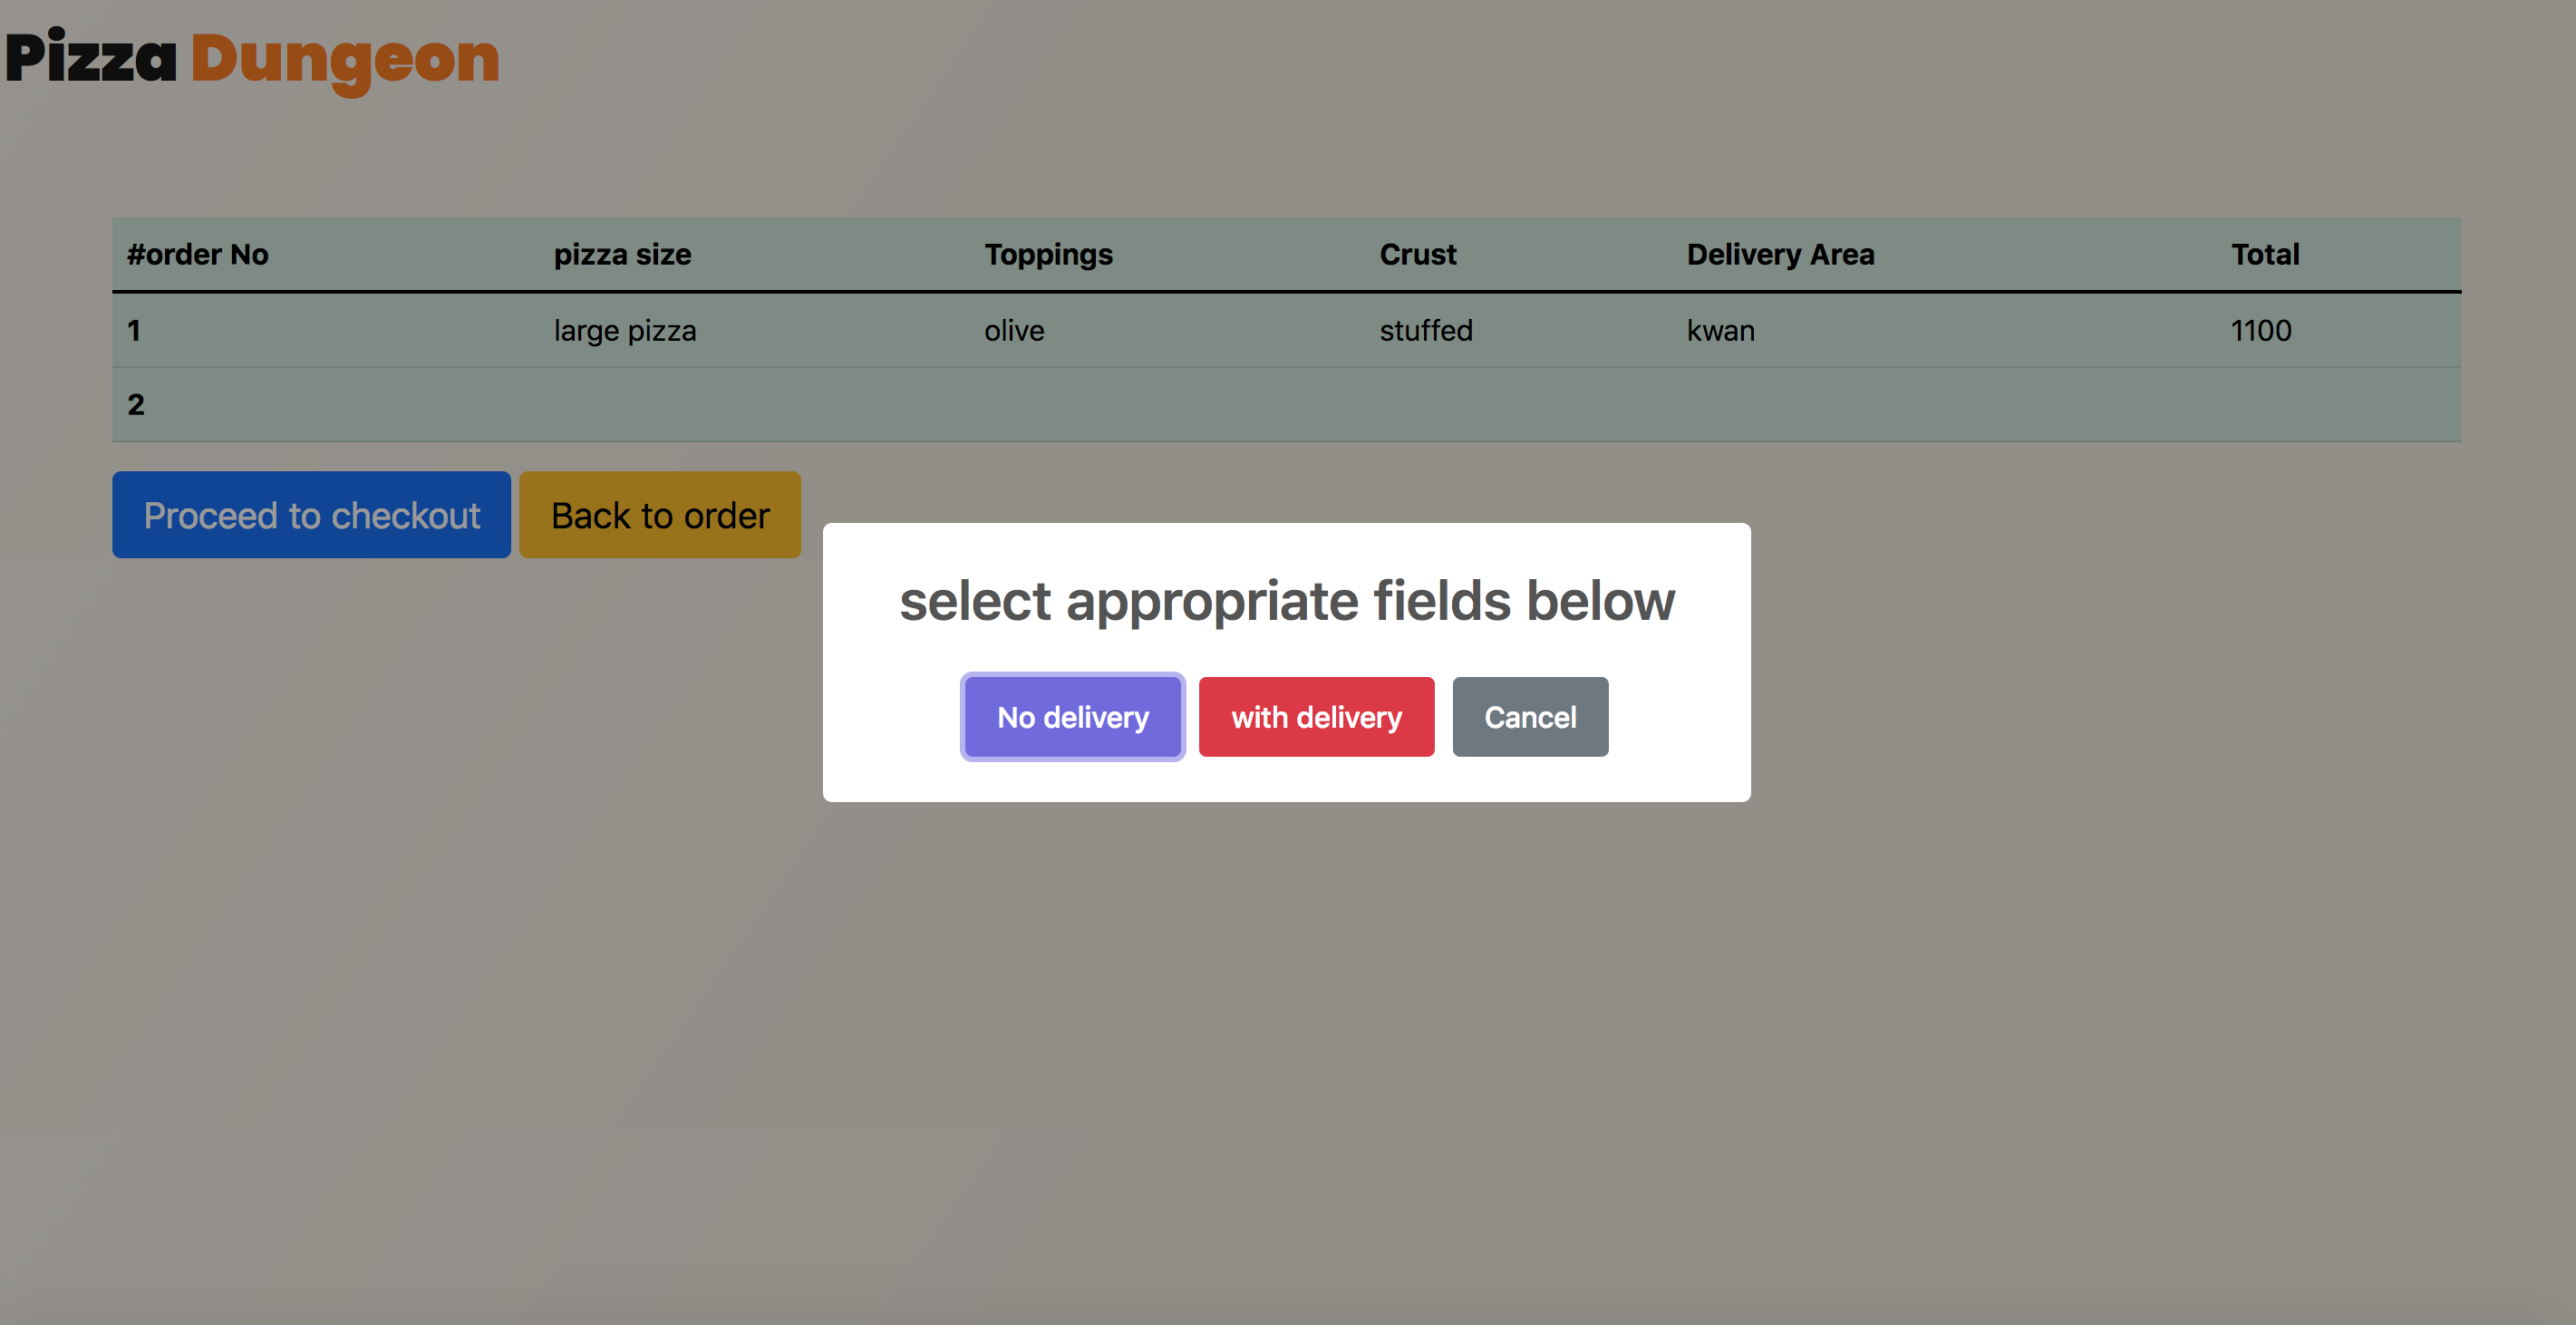 Pizza Dungeon
#order No pizza size Toppings Crust Delivery Area Total
1 large pizza olive stuffed kwan 1100
2
Proceed to checkout Back to order
select appropriate fields below
No delivery with delivery Cancel